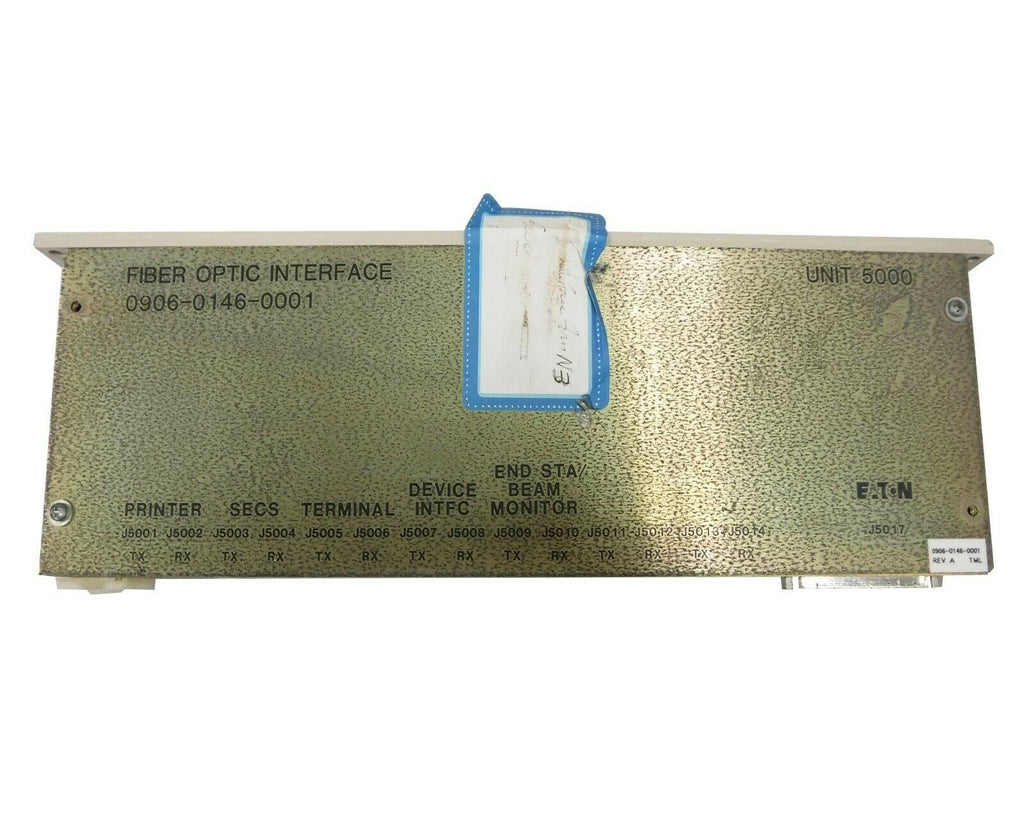 FIBER OPTIC INTERFACE
0906-0146-0001
UNIT 5000
EATON
PRINTER SECS TERMINAL DEVICE INTFC END STA/ BEAM MONITOR
J5001 J5002 J5003 J5004 J5005 J5006 J5007 J5008 J5009 J5010 J5011 J5012 J5013 J5014 J5017
TX RX TX RX TX RX TX RX TX RX TX RX TX RX
0906-0146-0001
REV A TML